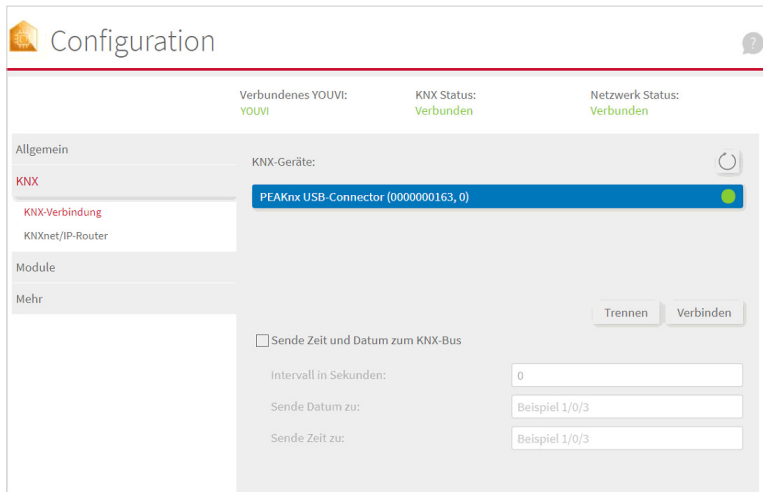 Configuration
?
Verbundenes YOUVI: KNX Status: Netzwerk Status:
YOUVI Verbunden Verbunden
Allgemein
KNX
KNX-Verbindung
KNXnet/IP-Router
Module
Mehr
KNX-Geräte:
PEAKnx USB-Connector (0000000163, 0)
Trennen Verbinden
Sende Zeit und Datum zum KNX-Bus
Intervall in Sekunden: 0
Sende Datum zu: Beispiel 1/0/3
Sende Zeit zu: Beispiel 1/0/3